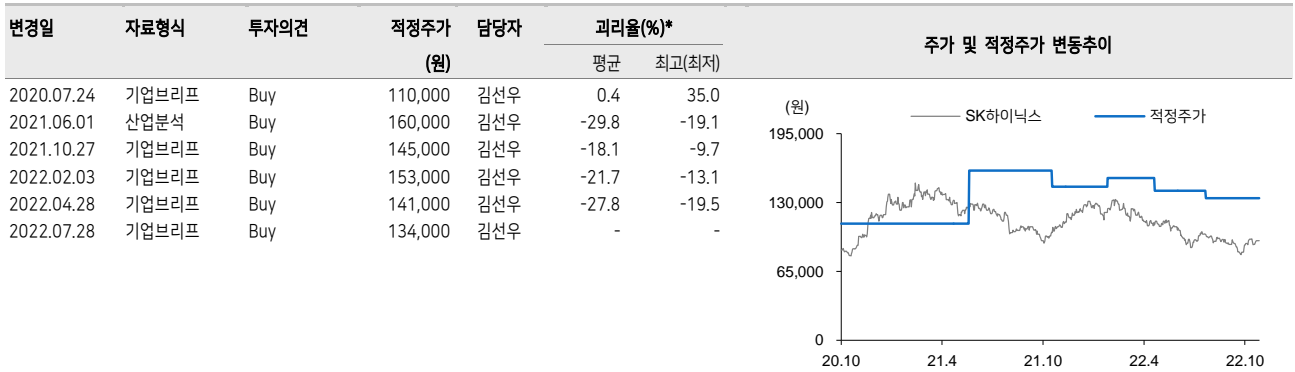 변경일 자료형식 투자의견 적정주가 담당자 괴리율(%)*
(원) 평균 최고(최저)
2020.07.24 기업브리프 Buy 110,000 김선우 0.4 35.0
2021.06.01 산업분석 Buy 160,000 김선우 -29.8 -19.1
2021.10.27 기업브리프 Buy 145,000 김선우 -18.1 -9.7
2022.02.03 기업브리프 Buy 153,000 김선우 -21.7 -13.1
2022.04.28 기업브리프 Buy 141,000 김선우 -27.8 -19.5
2022.07.28 기업브리프 Buy 134,000 김선우 - -
주가 및 적정주가 변동추이
(원)
SK하이닉스 적정주가
195,000
130,000
65,000
0
20.10 21.4 21.10 22.4 22.10